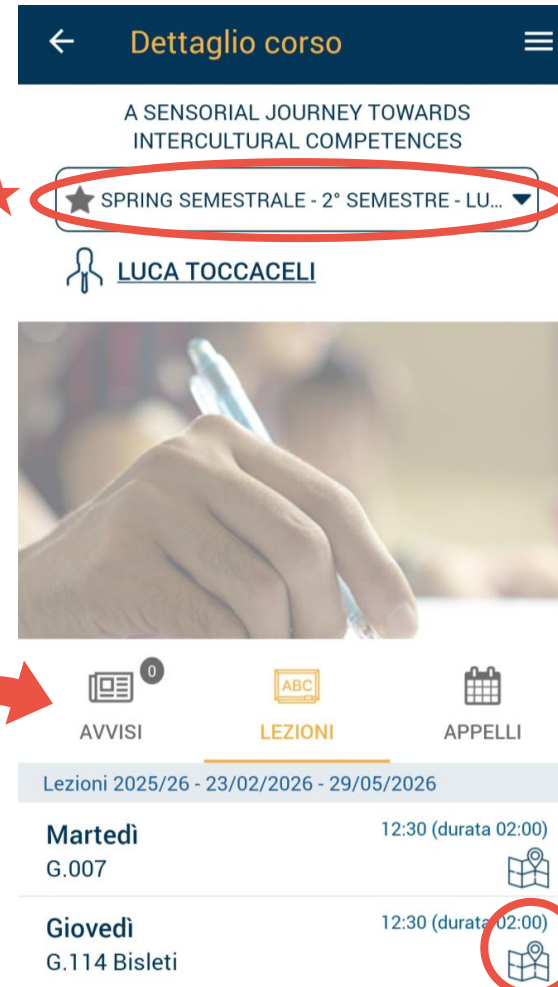 Dettaglio corso
A SENSORIAL JOURNEY TOWARDS
INTERCULTURAL COMPETENCES
SPRING SEMESTRALE - 2° SEMESTRE - LU...
LUCA TOCCACELI
0
ABC
AVVISI
LEZIONI
APPELLI
Lezioni 2025/26 - 23/02/2026 - 29/05/2026
Martedì
12:30 (durata 02:00)
G.007
Giovedì
12:30 (durata 02:00)
G.114 Bisleti